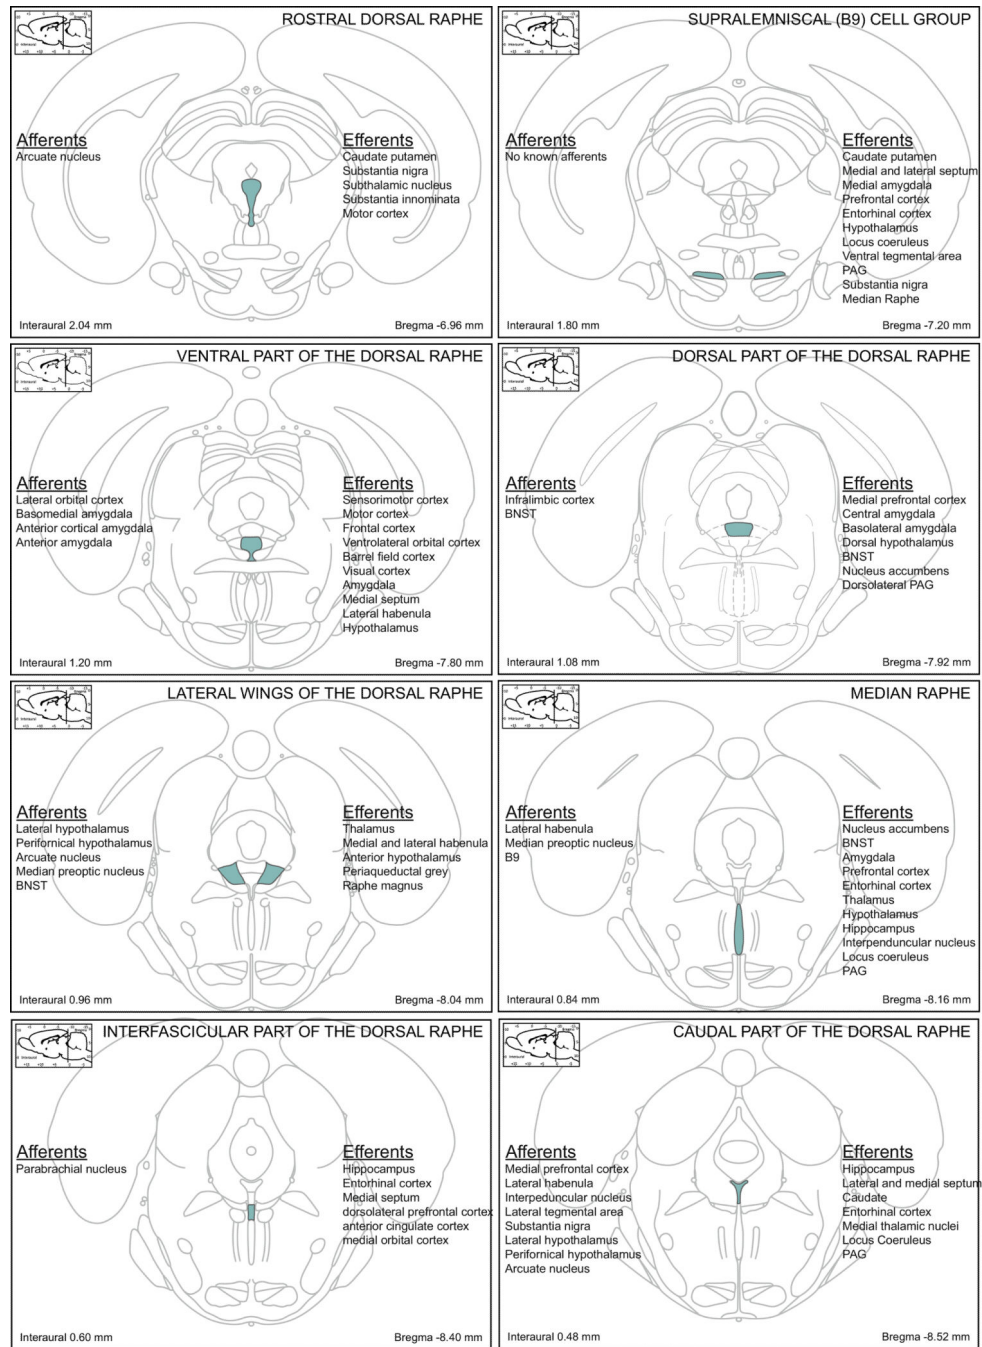 ROSTRAL DORSAL RAPHE
Afferents
Arcuate nucleus
Efferents
Caudate putamen
Substantia nigra
Subthalamic nucleus
Substantia innominata
Motor cortex
Interaural 2.04 mm
Bregma -6.96 mm
SUPRALEMNISCAL (B9) CELL GROUP
Afferents
No known afferents
Efferents
Caudate putamen
Medial and lateral septum
Medial amygdala
Prefrontal cortex
Entorhinal cortex
Hypothalamus
Locus coeruleus
Ventral tegmental area
PAG
Substantia nigra
Median Raphe
Interaural 1.80 mm
Bregma -7.20 mm
VENTRAL PART OF THE DORSAL RAPHE
Afferents
Lateral orbital cortex
Basomedial amygdala
Anterior cortical amygdala
Anterior amygdala
Efferents
Sensorimotor cortex
Motor cortex
Frontal cortex
Ventrolateral orbital cortex
Barrel field cortex
Visual cortex
Amygdala
Medial septum
Lateral habenula
Hypothalamus
Interaural 1.20 mm
Bregma -7.80 mm
DORSAL PART OF THE DORSAL RAPHE
Afferents
Infralimbic cortex
BNST
Efferents
Medial prefrontal cortex
Central amygdala
Basolateral amygdala
Dorsal hypothalamus
BNST
Nucleus accumbens
Dorsolateral PAG
Interaural 1.08 mm
Bregma -7.92 mm
LATERAL WINGS OF THE DORSAL RAPHE
Afferents
Lateral hypothalamus
Perifornical hypothalamus
Arcuate nucleus
Median preoptic nucleus
BNST
Efferents
Thalamus
Medial and lateral habenula
Anterior hypothalamus
Periaqueductal grey
Raphe magnus
Interaural 0.96 mm
Bregma -8.04 mm
MEDIAN RAPHE
Afferents
Lateral habenula
Median preoptic nucleus
B9
Efferents
Nucleus accumbens
BNST
Amygdala
Prefrontal cortex
Entorhinal cortex
Thalamus
Hypothalamus
Hippocampus
Interpenduncular nucleus
Locus coeruleus
PAG
Interaural 0.84 mm
Bregma -8.16 mm
INTERFASCICULAR PART OF THE DORSAL RAPHE
Afferents
Parabrachial nucleus
Efferents
Hippocampus
Entorhinal cortex
Medial septum
dorsolateral prefrontal cortex
anterior cingulate cortex
medial orbital cortex
Interaural 0.60 mm
Bregma -8.40 mm
CAUDAL PART OF THE DORSAL RAPHE
Afferents
Medial prefrontal cortex
Lateral habenula
Interpeduncular nucleus
Lateral tegmental area
Substantia nigra
Lateral hypothalamus
Perifornical hypothalamus
Arcuate nucleus
Efferents
Hippocampus
Lateral and medial septum
Caudate
Entorhinal cortex
Medial thalamic nuclei
Locus Coeruleus
PAG
Interaural 0.48 mm
Bregma -8.52 mm